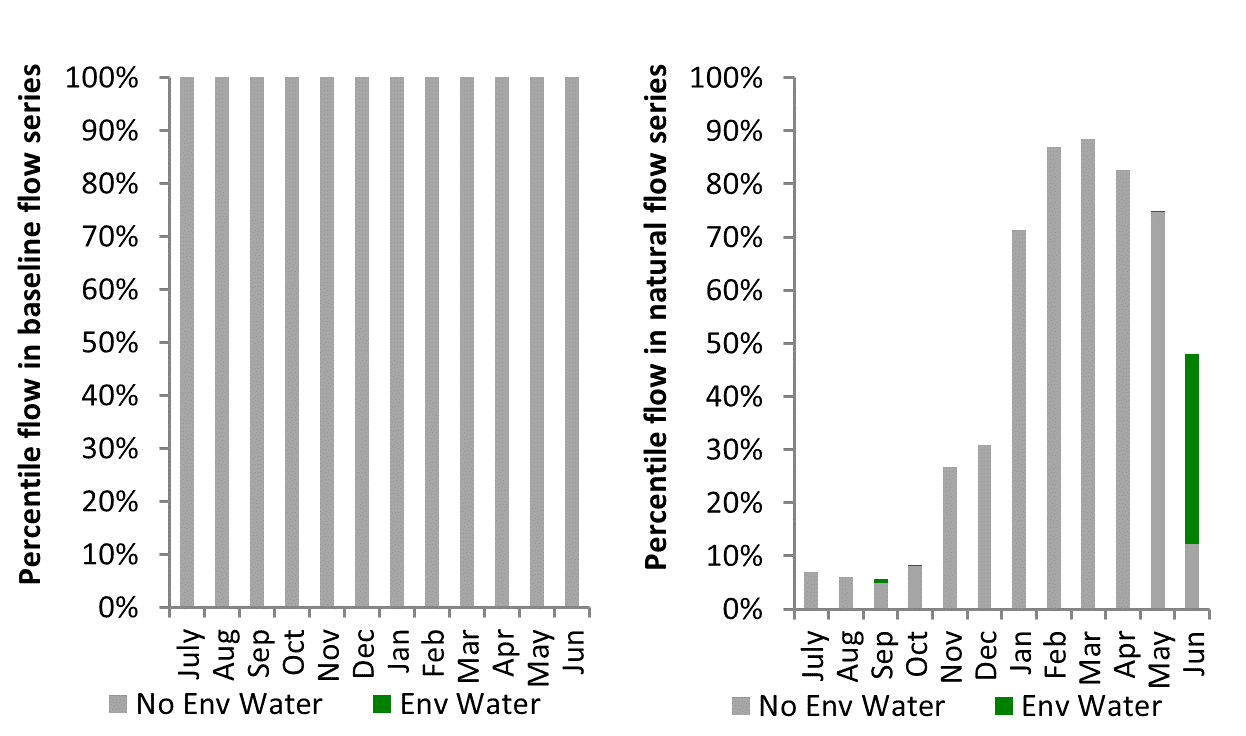 Percentile flow in baseline flow series
100%
90%
80%
70%
60%
50%
40%
30%
20%
10%
0%
July
Aug
Sep
Oct
Nov
Dec
Jan
Feb
Mar
Apr
May
Jun
No Env Water
Env Water
Percentile flow in natural flow series
100%
90%
80%
70%
60%
50%
40%
30%
20%
10%
0%
July
Aug
Sep
Oct
Nov
Dec
Jan
Feb
Mar
Apr
May
Jun
No Env Water
Env Water